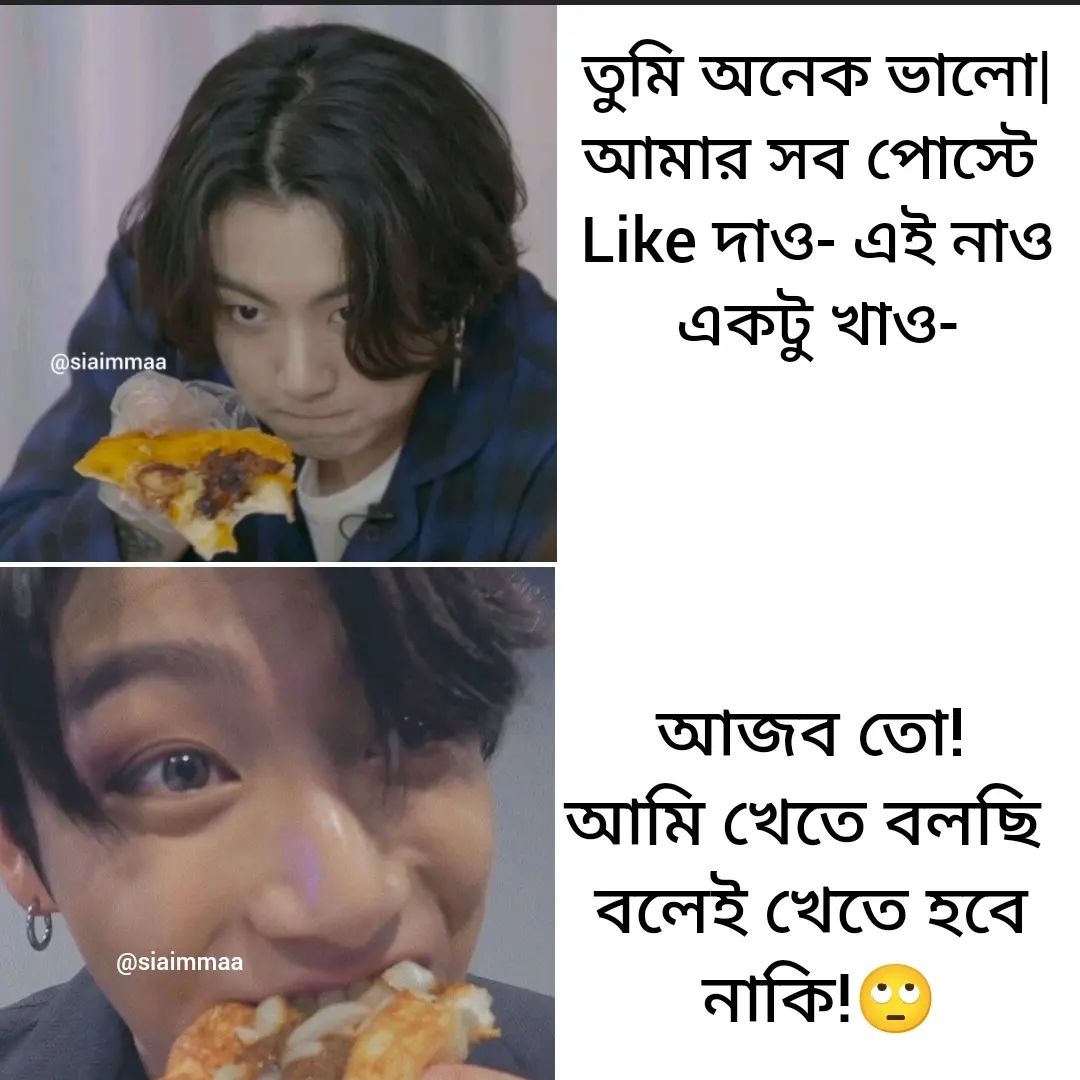 তুমি অনেক ভালো|
আমার সব পোস্টে
Like দাও- এই নাও
একটু খাও-
@siaimmaa
আজব তো!
আমি খেতে বলছি
বলেই খেতে হবে
নাকি!🙄
@siaimmaa